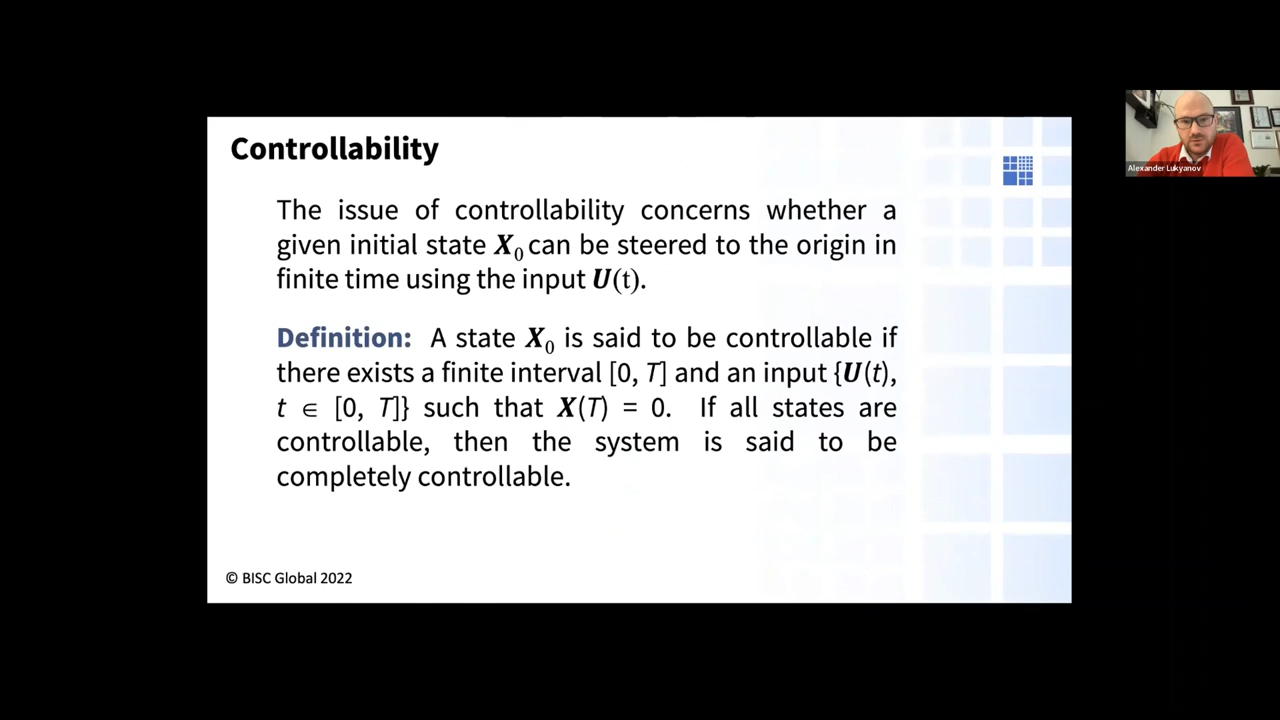 Controllability
The issue of controllability concerns whether a
given initial state X₀ can be steered to the origin in
finite time using the input U(t).
Definition: A state X₀ is said to be controllable if
there exists a finite interval [0, T] and an input {U(t),
t ∈ [0, T]} such that X(T) = 0. If all states are
controllable, then the system is said to be
completely controllable.
© BISC Global 2022
Alexander Lukyanov